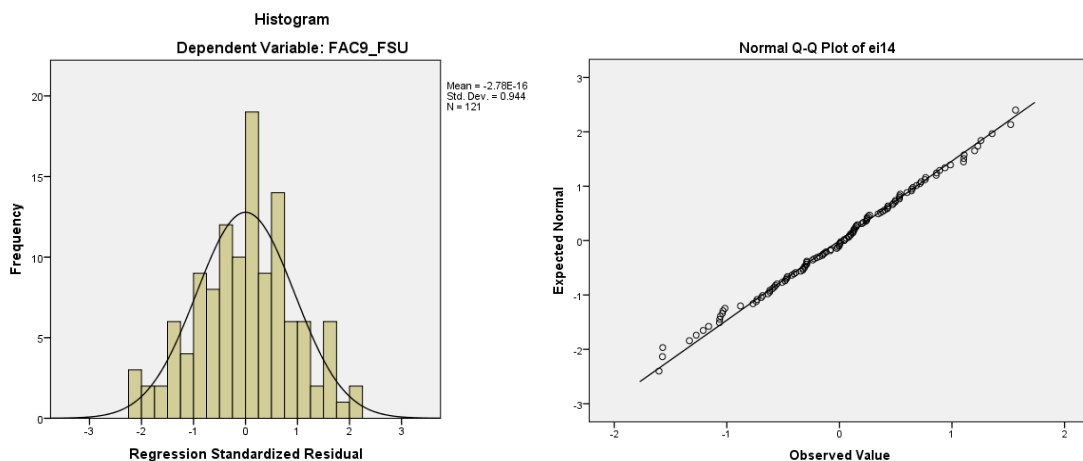 Histogram
Dependent Variable: FAC9_FSU
Mean = -2.78E-16
Std. Dev. = 0.944
N = 121
Frequency
20
15
10
5
0
-3 -2 -1 0 1 2 3
Regression Standardized Residual
Normal Q-Q Plot of ei14
Expected Normal
3
2
1
0
-1
-2
-3
-2 -1 0 1 2
Observed Value